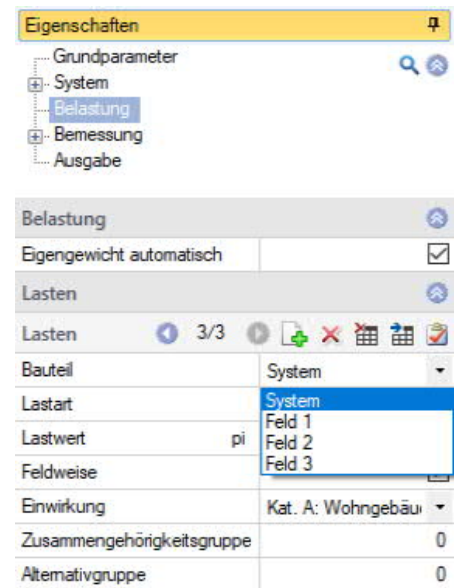 Eigenschaften
Grundparameter
System
Belastung
Bemessung
Ausgabe
Belastung
Eigengewicht automatisch
Lasten
Lasten 3/3
Bauteil System
Lastart System
Feld 1
Lastwert pi Feld 2
Feld 3
Feldweise
Einwirkung Kat. A: Wohngebäu
Zusammengehörigkeitsgruppe 0
Alternativgruppe 0